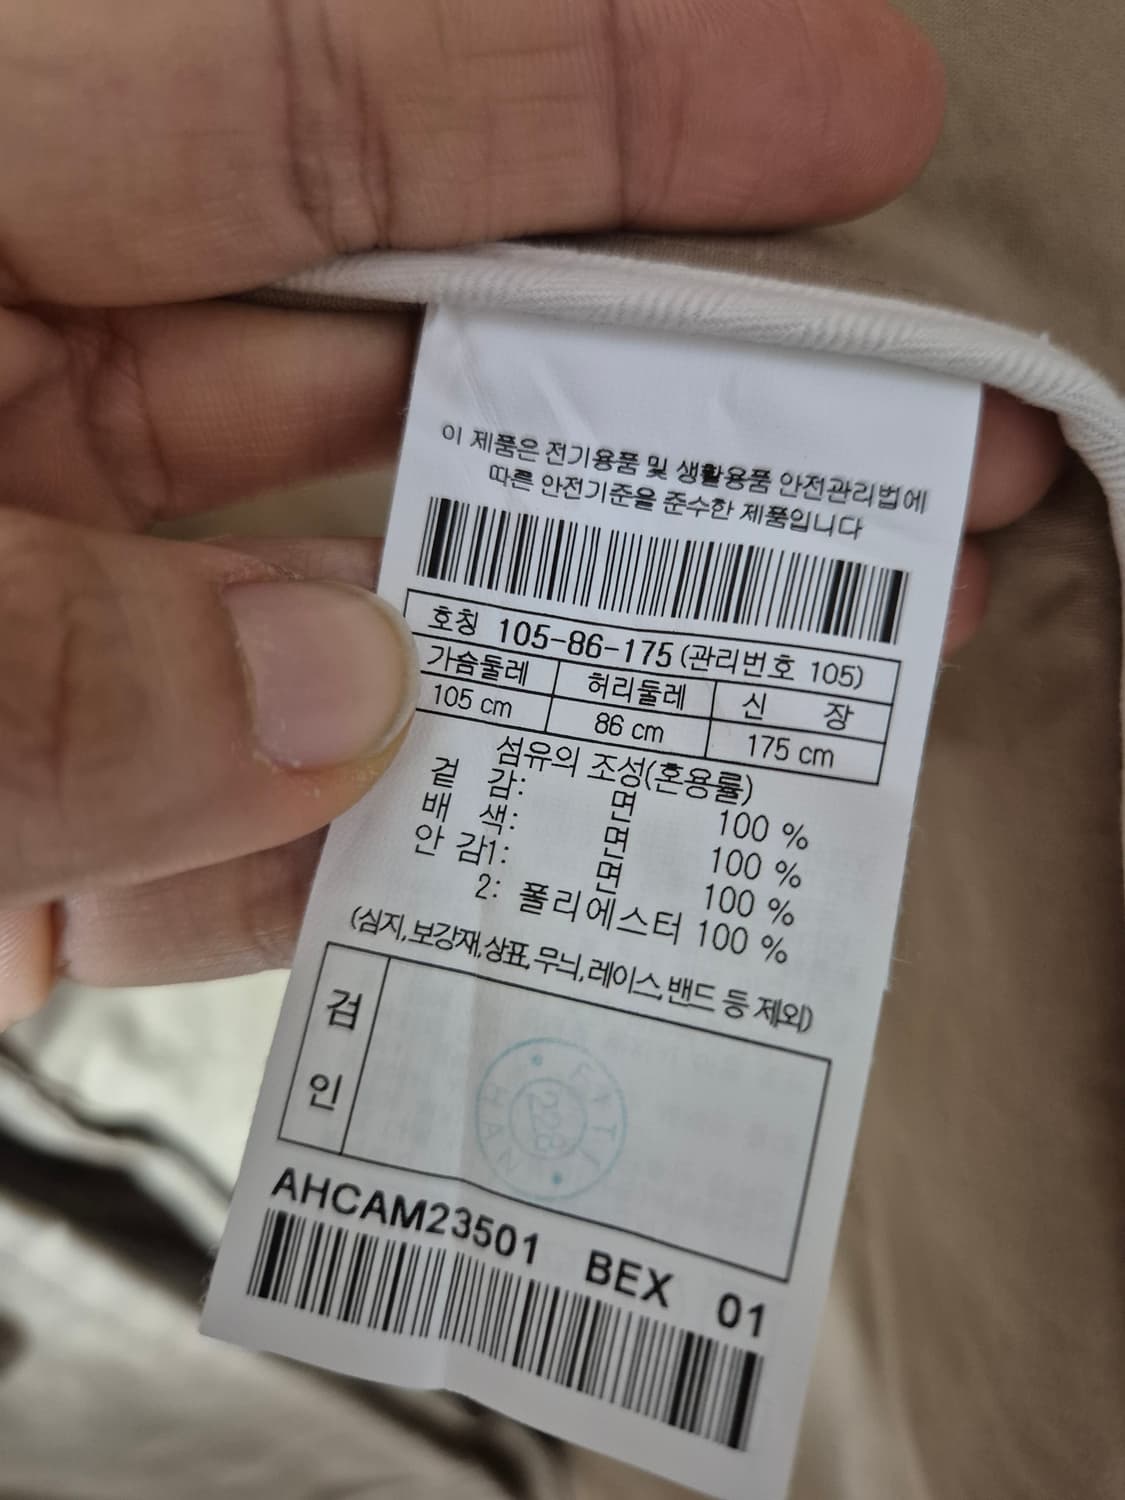 이 제품은 전기용품 및 생활용품 안전관리법에
따른 안전기준을 준수한 제품입니다
호칭 105-86-175 (관리번호 105)
가슴둘레 허리둘레 신 장
105 cm 86 cm 175 cm
섬유의 조성(혼용률)
겉 감: 면 100 %
배 색: 면 100 %
안 감1: 면 100 %
2: 폴리에스터 100 %
(심지,보강재,상표,무늬,레이스,밴드 등 제외)
검
인
228
AHCAM23501 BEX 01